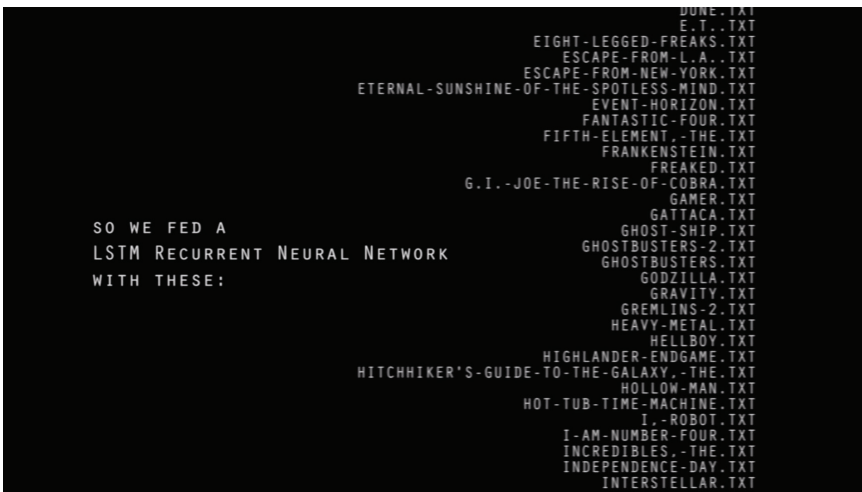 SO WE FED A
LSTM RECURRENT NEURAL NETWORK
WITH THESE:
DUNE.TXT
E.T..TXT
EIGHT-LEGGED-FREAKS.TXT
ESCAPE-FROM-L.A..TXT
ESCAPE-FROM-NEW-YORK.TXT
ETERNAL-SUNSHINE-OF-THE-SPOTLESS-MIND.TXT
EVENT-HORIZON.TXT
FANTASTIC-FOUR.TXT
FIFTH-ELEMENT,-THE.TXT
FRANKENSTEIN.TXT
FREAKED.TXT
G.I.-JOE-THE-RISE-OF-COBRA.TXT
GAMER.TXT
GATTACA.TXT
GHOST-SHIP.TXT
GHOSTBUSTERS-2.TXT
GHOSTBUSTERS.TXT
GODZILLA.TXT
GRAVITY.TXT
GREMLINS-2.TXT
HEAVY-METAL.TXT
HELLBOY.TXT
HIGHLANDER-ENDGAME.TXT
HITCHHIKER'S-GUIDE-TO-THE-GALAXY,-THE.TXT
HOLLOW-MAN.TXT
HOT-TUB-TIME-MACHINE.TXT
I,-ROBOT.TXT
I-AM-NUMBER-FOUR.TXT
INCREDIBLES,-THE.TXT
INDEPENDENCE-DAY.TXT
INTERSTELLAR.TXT